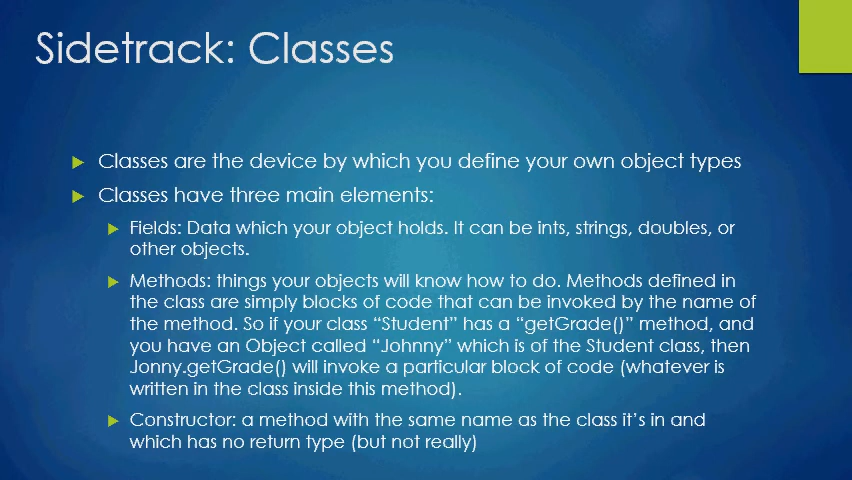 Sidetrack: Classes
Classes are the device by which you define your own object types
Classes have three main elements:
Fields: Data which your object holds. It can be ints, strings, doubles, or
other objects.
Methods: things your objects will know how to do. Methods defined in
the class are simply blocks of code that can be invoked by the name of
the method. So if your class “Student” has a “getGrade()” method, and
you have an Object called “Johnny” which is of the Student class, then
Jonny.getGrade() will invoke a particular block of code (whatever is
written in the class inside this method).
Constructor: a method with the same name as the class it’s in and
which has no return type (but not really)